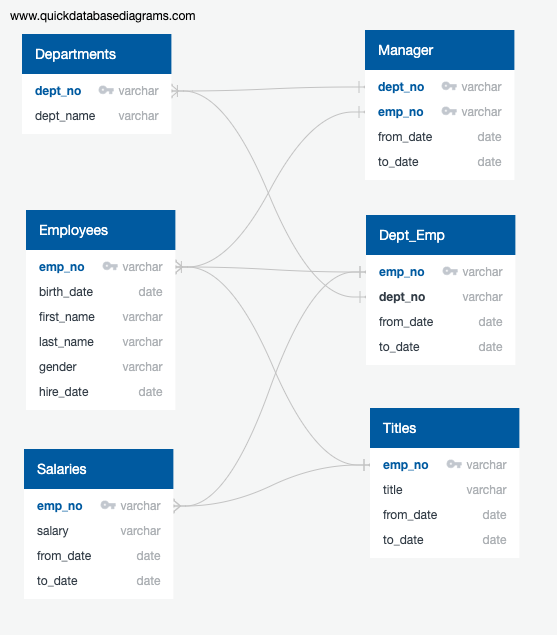 www.quickdatabasediagrams.com
Departments
dept_no varchar
dept_name varchar
Manager
dept_no varchar
emp_no varchar
from_date date
to_date date
Employees
emp_no varchar
birth_date date
first_name varchar
last_name varchar
gender varchar
hire_date date
Dept_Emp
emp_no varchar
dept_no varchar
from_date date
to_date date
Salaries
emp_no varchar
salary varchar
from_date date
to_date date
Titles
emp_no varchar
title varchar
from_date date
to_date date